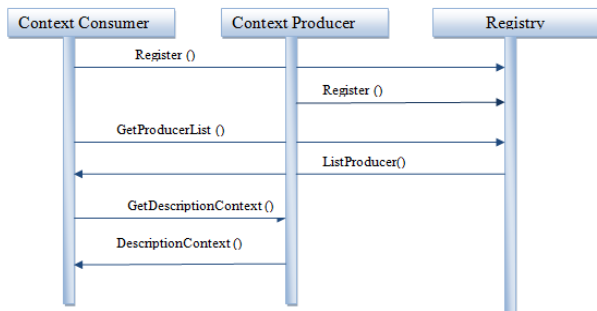 Context Consumer
Context Producer
Registry
Register ()
Register ()
GetProducerList ()
ListProducer()
GetDescriptionContext ()
DescriptionContext ()